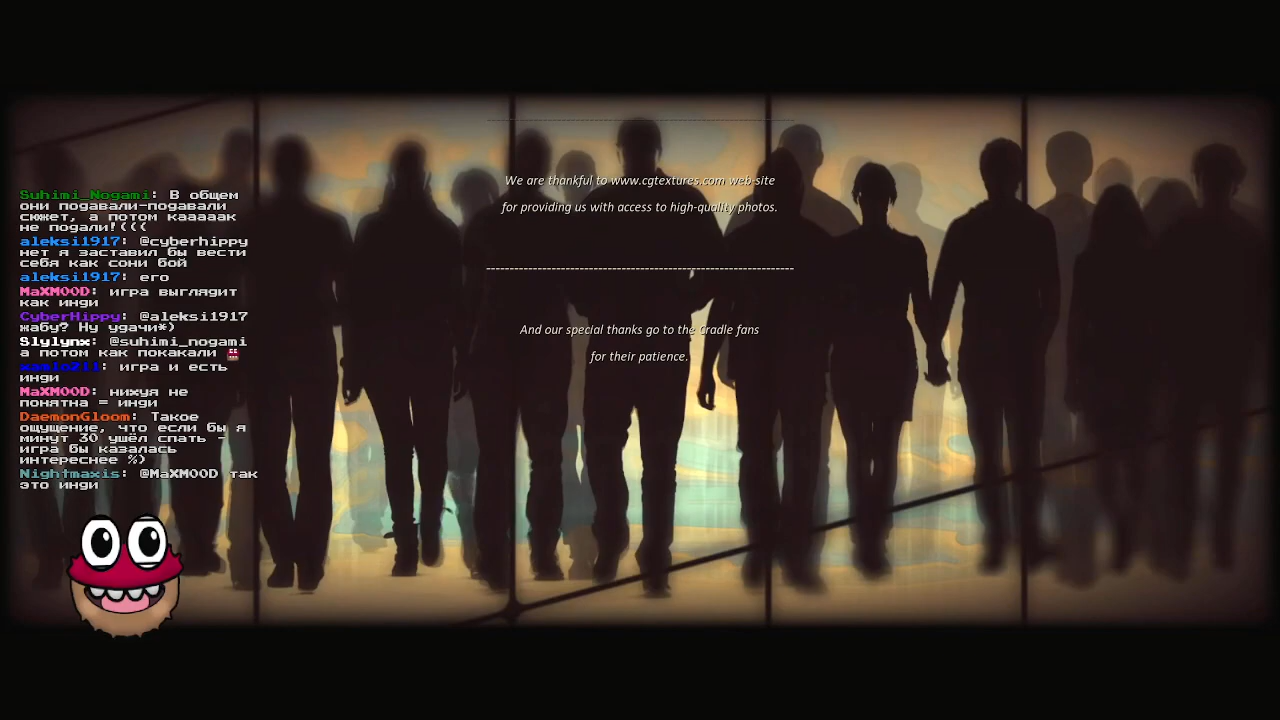 Suhimi_Nogami: В общем
они подавали-подавали
сюжет, а потом каааак
не подали!(((
aleksi1917: @cyberhippy
нет я заставил бы вести
себя как сони бой
aleksi1917: его
MaXMOOD: игра выглядит
как инди
CyberHippy: @aleksi1917
жабу? Ну удачи*)
Slylynx: @suhimi_nogami
а потом как покакали
игра и есть
инди
MaXMOOD: нихуя не
понятна = инди
DaemonGloom: Такое
ощущение, что если бы я
минут 30 ушёл спать -
игра бы казалась
интереснее %)
Nightmaxis: @MaXMOOD так
это инди
We are thankful to www.cgtextures.com web-site
for providing us with access to high-quality photos.
And our special thanks go to the Cradle fans
for their patience.